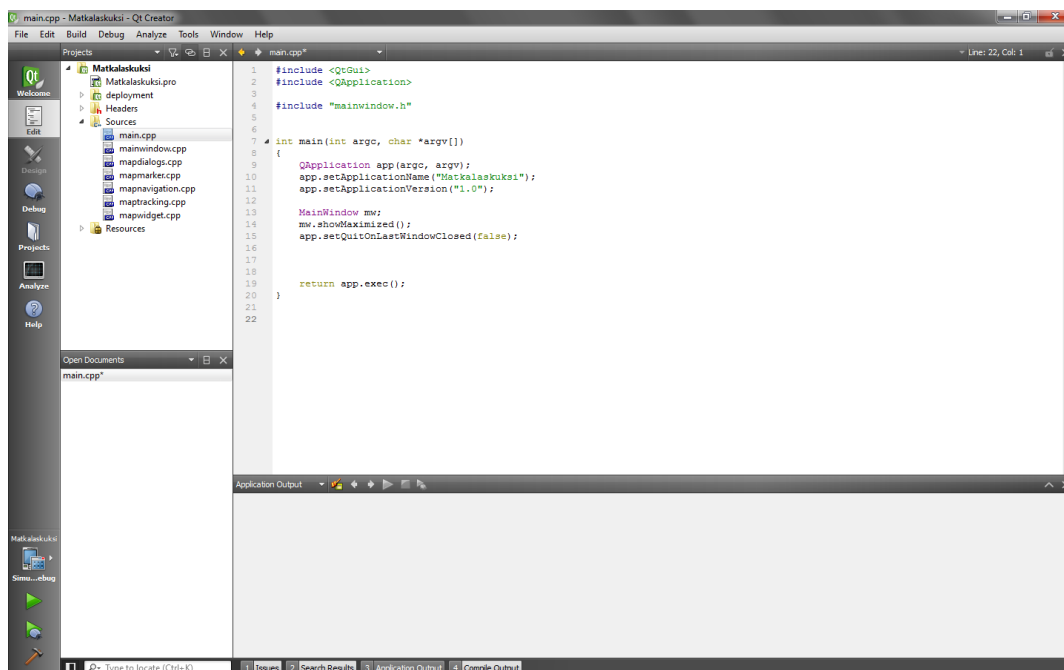 main.cpp - Matkalaskuksi - Qt Creator
File Edit Build Debug Analyze Tools Window Help
Projects
main.cpp*
Line: 22, Col: 1
Welcome
Edit
Design
Debug
Projects
Analyze
Help
Matkalaskuksi
Matkalaskuksi.pro
deployment
Headers
Sources
main.cpp
mainwindow.cpp
mapdialogs.cpp
mapmarker.cpp
mapnavigation.cpp
maptracking.cpp
mapwidget.cpp
Resources
1 #include <QtGui>
2 #include <QApplication>
3
4 #include "mainwindow.h"
5
6
7 int main(int argc, char *argv[])
8 {
9 QApplication app(argc, argv);
10 app.setApplicationName("Matkalaskuksi");
11 app.setApplicationVersion("1.0");
12
13 MainWindow mw;
14 mw.showMaximized();
15 app.setQuitOnLastWindowClosed(false);
16
17
18
19 return app.exec();
20 }
21
22
Open Documents
main.cpp*
Application Output
Matkalaskuksi
Simu...ebug
Type to locate (Ctrl+K)
1 Issues 2 Search Results 3 Application Output 4 Compile Output